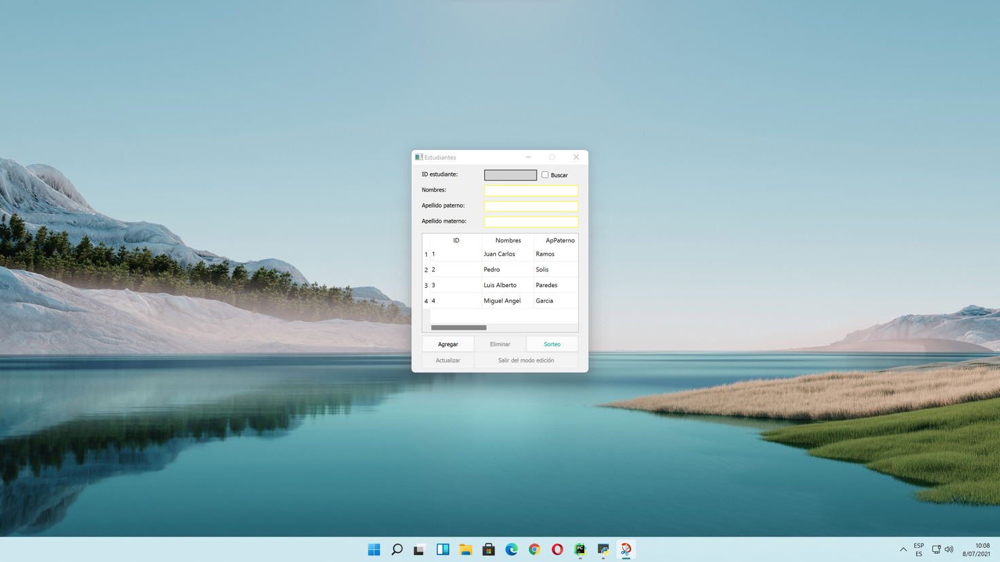 Estudiantes
ID estudiante:
Buscar
Nombres:
Apellido paterno:
Apellido materno:
ID Nombres ApPaterno
1 1 Juan Carlos Ramos
2 2 Pedro Solis
3 3 Luis Alberto Paredes
4 4 Miguel Angel Garcia
Agregar Eliminar Sorteo
Actualizar Salir del modo edición
PC
ESP
ES
10:08
8/07/2021